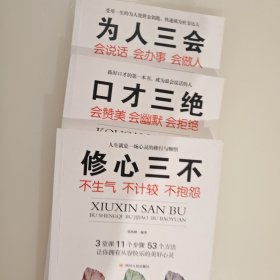 受用一生的为人处世会说话，快速成为社交达人
为人三会
会说话 会办事 会做人
练好口才的第一本书，成为最会说话的人
口才三绝
会赞美 会幽默 会拒绝
人生就是一场心灵的修行与顿悟
修心三不
不生气 不计较 不抱怨
XIUXIN SAN BU
BU SHENGQI BU JIJIAO BU BAOYUAN
3堂课 11个步骤 53个方法
让你拥有从容快乐的美好心灵